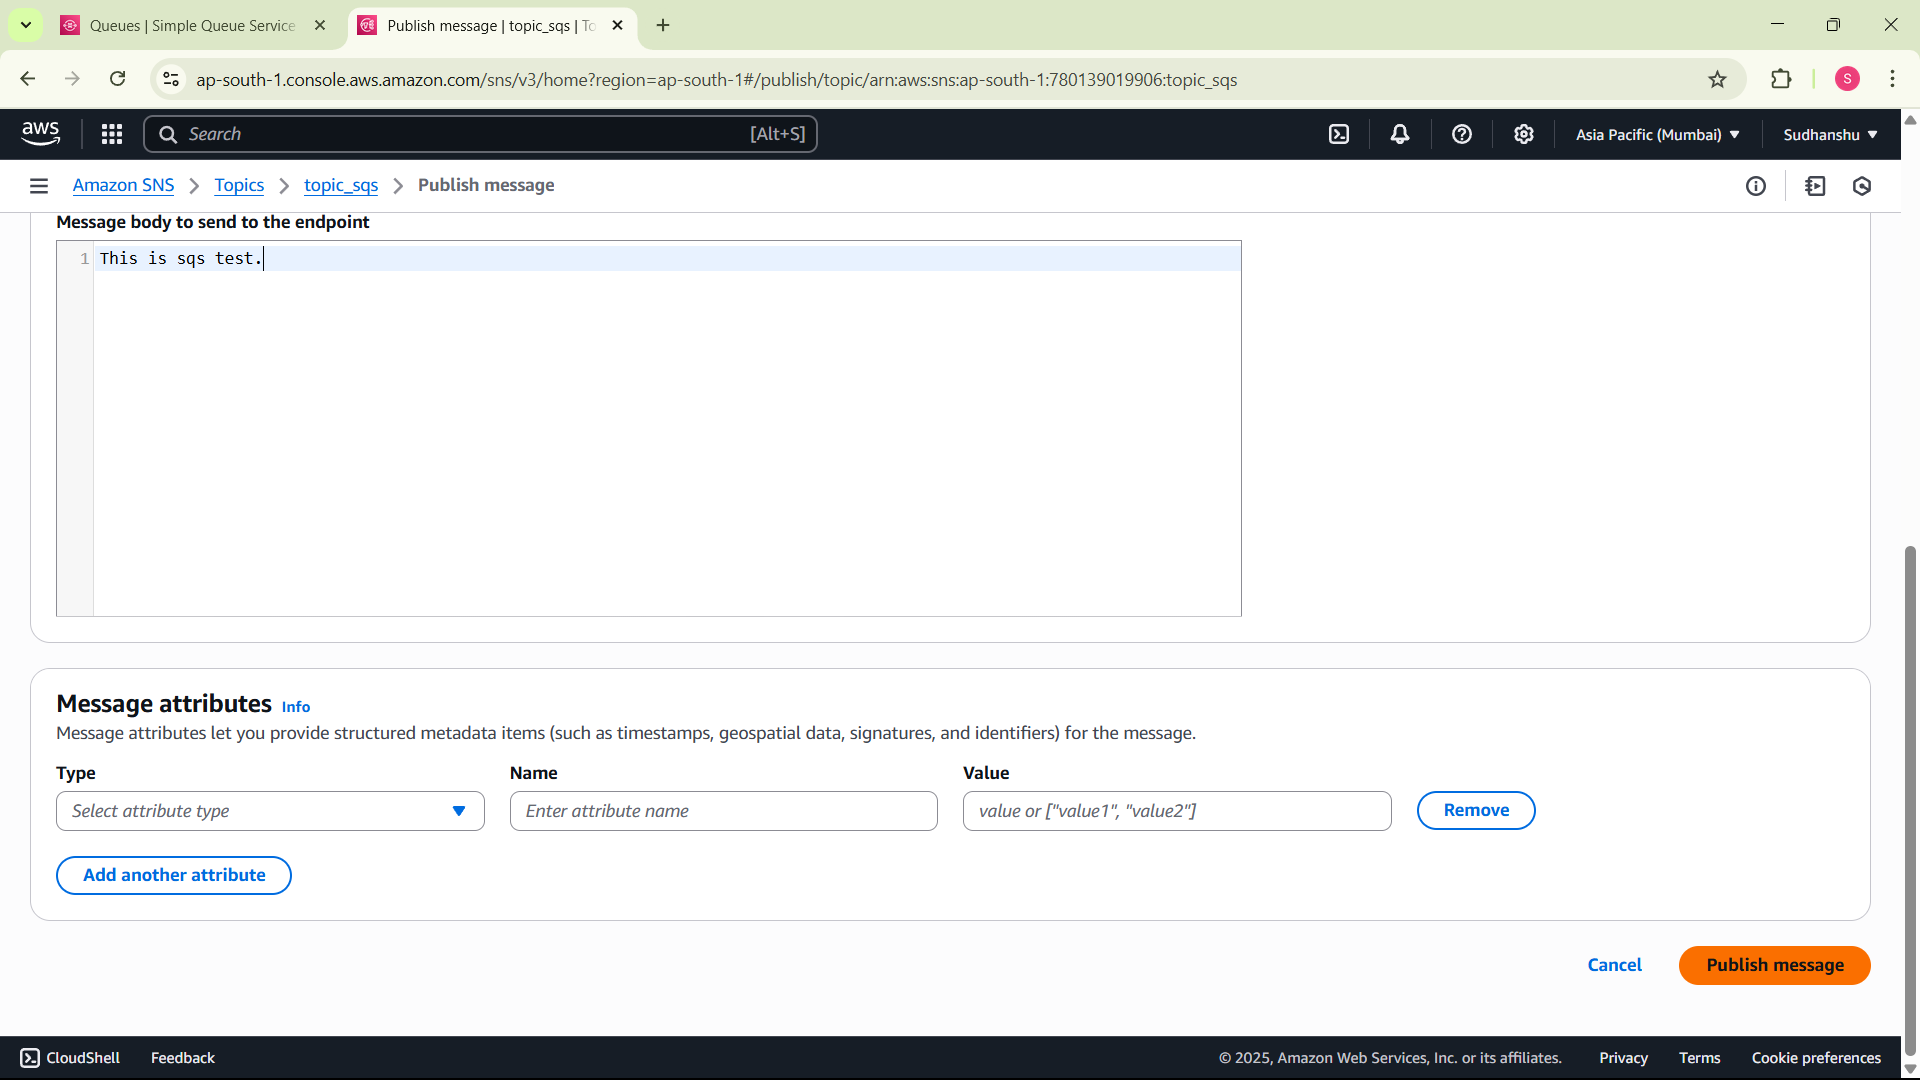 Queues | Simple Queue Service
Publish message | topic_sqs | To
ap-south-1.console.aws.amazon.com/sns/v3/home?region=ap-south-1#/publish/topic/arn:aws:sns:ap-south-1:780139019906:topic_sqs
S
aws
Search
[Alt+S]
Asia Pacific (Mumbai)
Sudhanshu
Amazon SNS
Topics
topic_sqs
Publish message
Message body to send to the endpoint
1
This is sqs test.
Message attributes Info
Message attributes let you provide structured metadata items (such as timestamps, geospatial data, signatures, and identifiers) for the message.
Type
Name
Value
Select attribute type
Enter attribute name
value or ["value1", "value2"]
Remove
Add another attribute
Cancel
Publish message
CloudShell
Feedback
© 2025, Amazon Web Services, Inc. or its affiliates.
Privacy
Terms
Cookie preferences